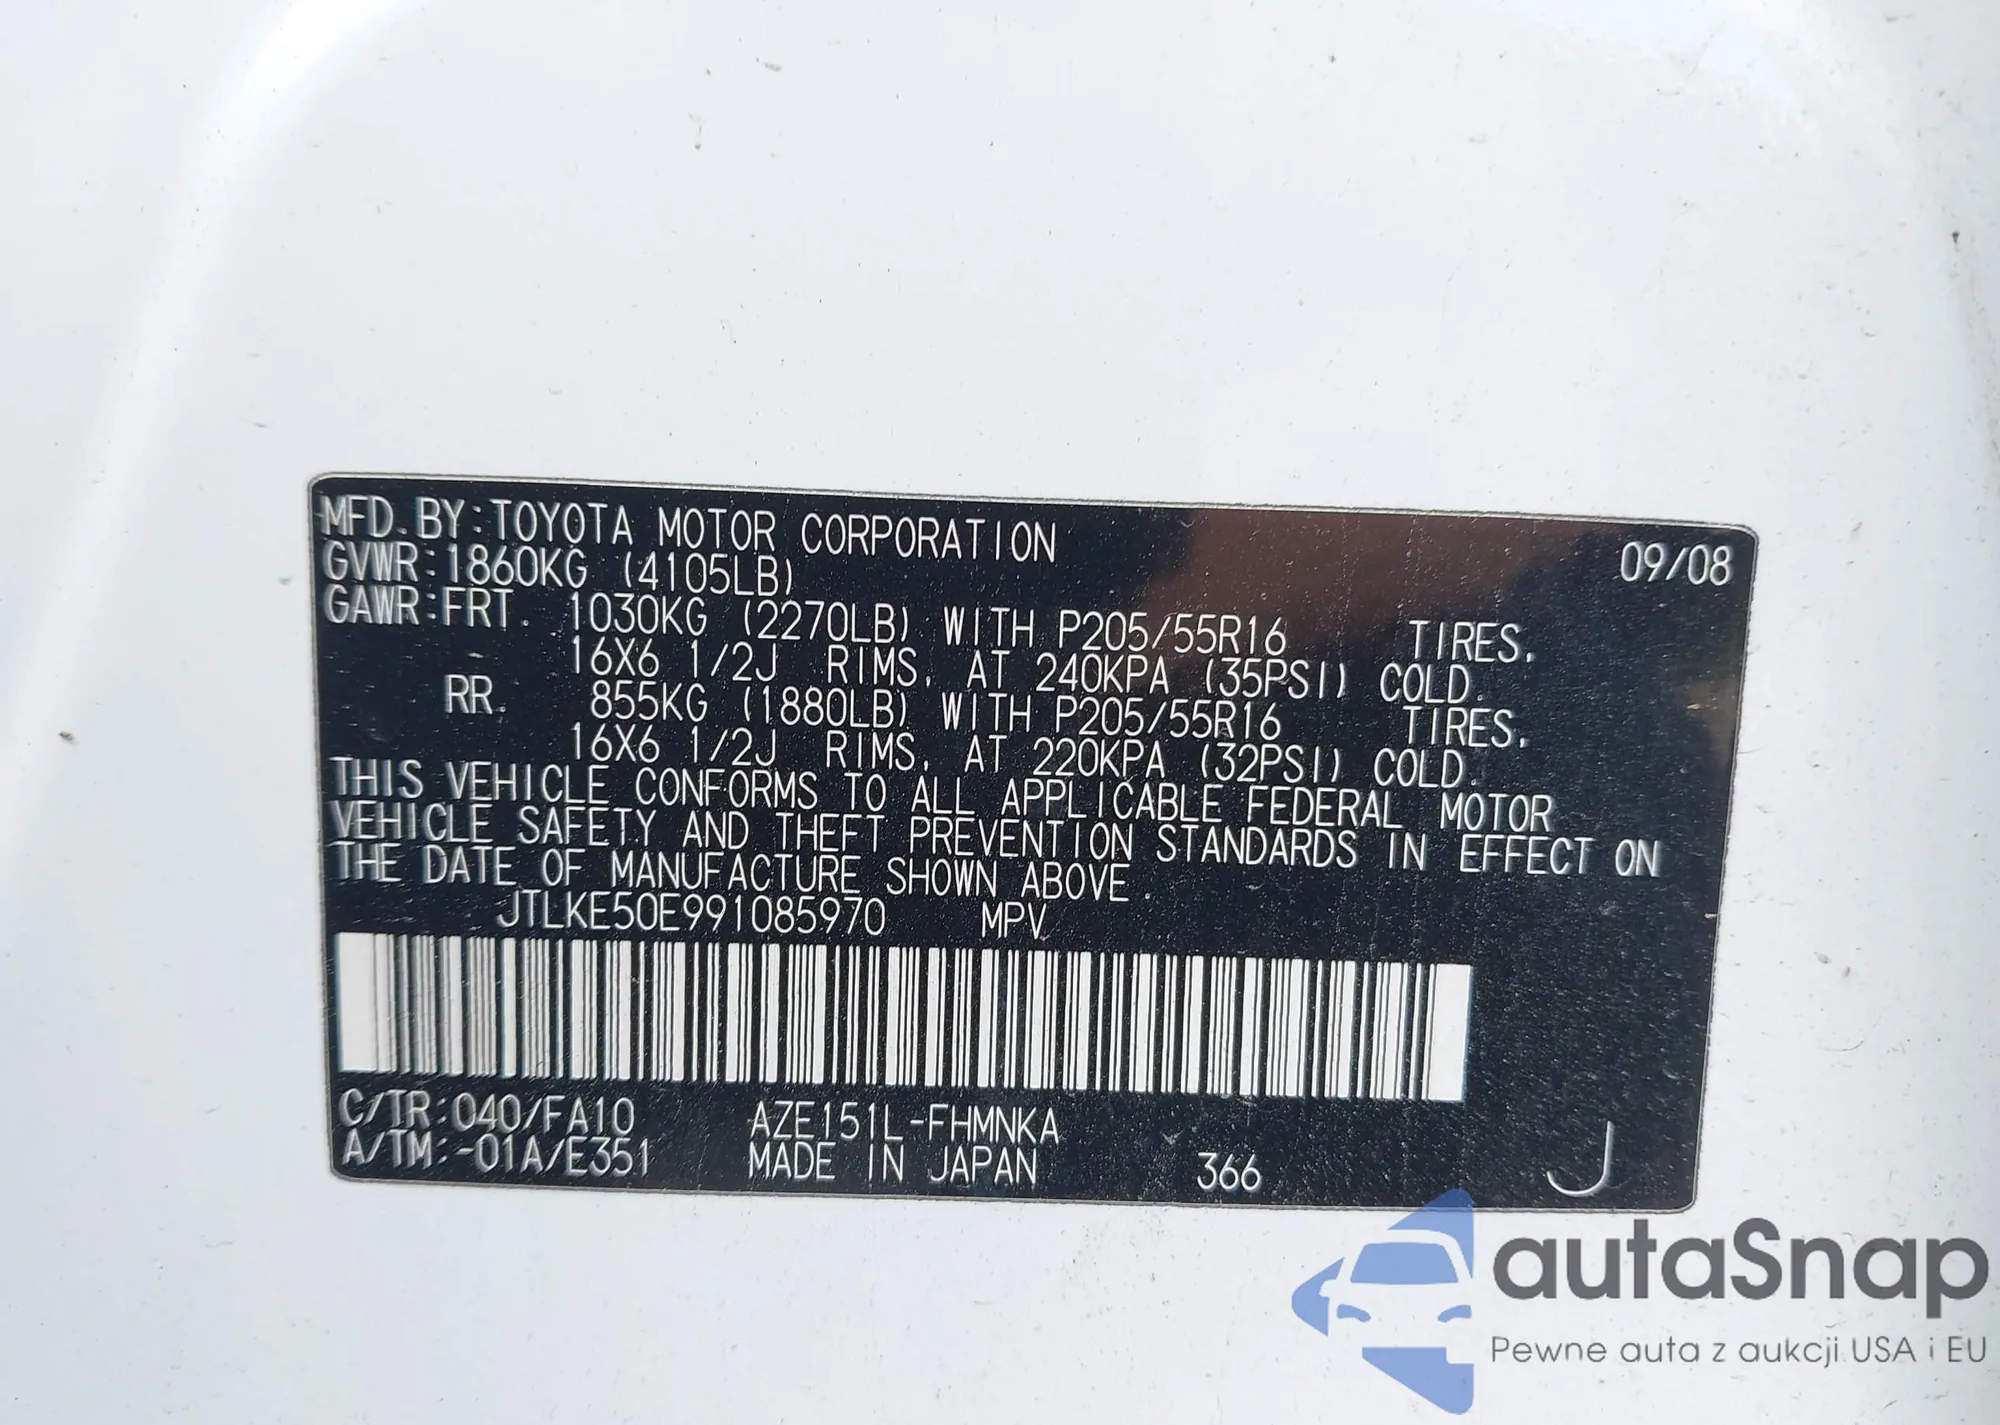 MFD. BY: TOYOTA MOTOR CORPORATION 09/08
GVWR: 1860KG (4105LB)
GAWR: FRT. 1030KG (2270LB) WITH P205/55R16 TIRES,
16X6 1/2J RIMS, AT 240KPA (35PSI) COLD.
RR. 855KG (1880LB) WITH P205/55R16 TIRES,
16X6 1/2J RIMS, AT 220KPA (32PSI) COLD.
THIS VEHICLE CONFORMS TO ALL APPLICABLE FEDERAL MOTOR
VEHICLE SAFETY AND THEFT PREVENTION STANDARDS IN EFFECT ON
THE DATE OF MANUFACTURE SHOWN ABOVE.
JTLKE50E991085970 MPV
C/TR: 040/FA10 AZE151L-FHMNKA
A/TM: -01A/E351 MADE IN JAPAN 366 J
autaSnap
Pewne auta z aukcji USA i EU